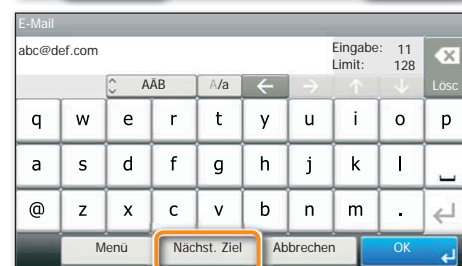 E-Mail
abc@def.com
Eingabe: 11
Limit: 128
AÄB A/a Lösc
q w e r t y u i o p
a s d f g h j k l
@ z x c v b n m .
Menü Nächst. Ziel Abbrechen OK